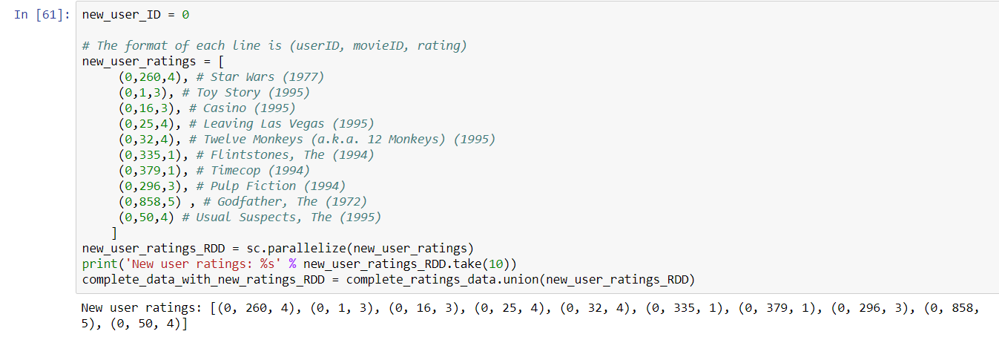 In [61]: new_user_ID = 0
# The format of each line is (userID, movieID, rating)
new_user_ratings = [
(0,260,4), # Star Wars (1977)
(0,1,3), # Toy Story (1995)
(0,16,3), # Casino (1995)
(0,25,4), # Leaving Las Vegas (1995)
(0,32,4), # Twelve Monkeys (a.k.a. 12 Monkeys) (1995)
(0,335,1), # Flintstones, The (1994)
(0,379,1), # Timecop (1994)
(0,296,3), # Pulp Fiction (1994)
(0,858,5) , # Godfather, The (1972)
(0,50,4) # Usual Suspects, The (1995)
]
new_user_ratings_RDD = sc.parallelize(new_user_ratings)
print('New user ratings: %s' % new_user_ratings_RDD.take(10))
complete_data_with_new_ratings_RDD = complete_ratings_data.union(new_user_ratings_RDD)
New user ratings: [(0, 260, 4), (0, 1, 3), (0, 16, 3), (0, 25, 4), (0, 32, 4), (0, 335, 1), (0, 379, 1), (0, 296, 3), (0, 858,
5), (0, 50, 4)]